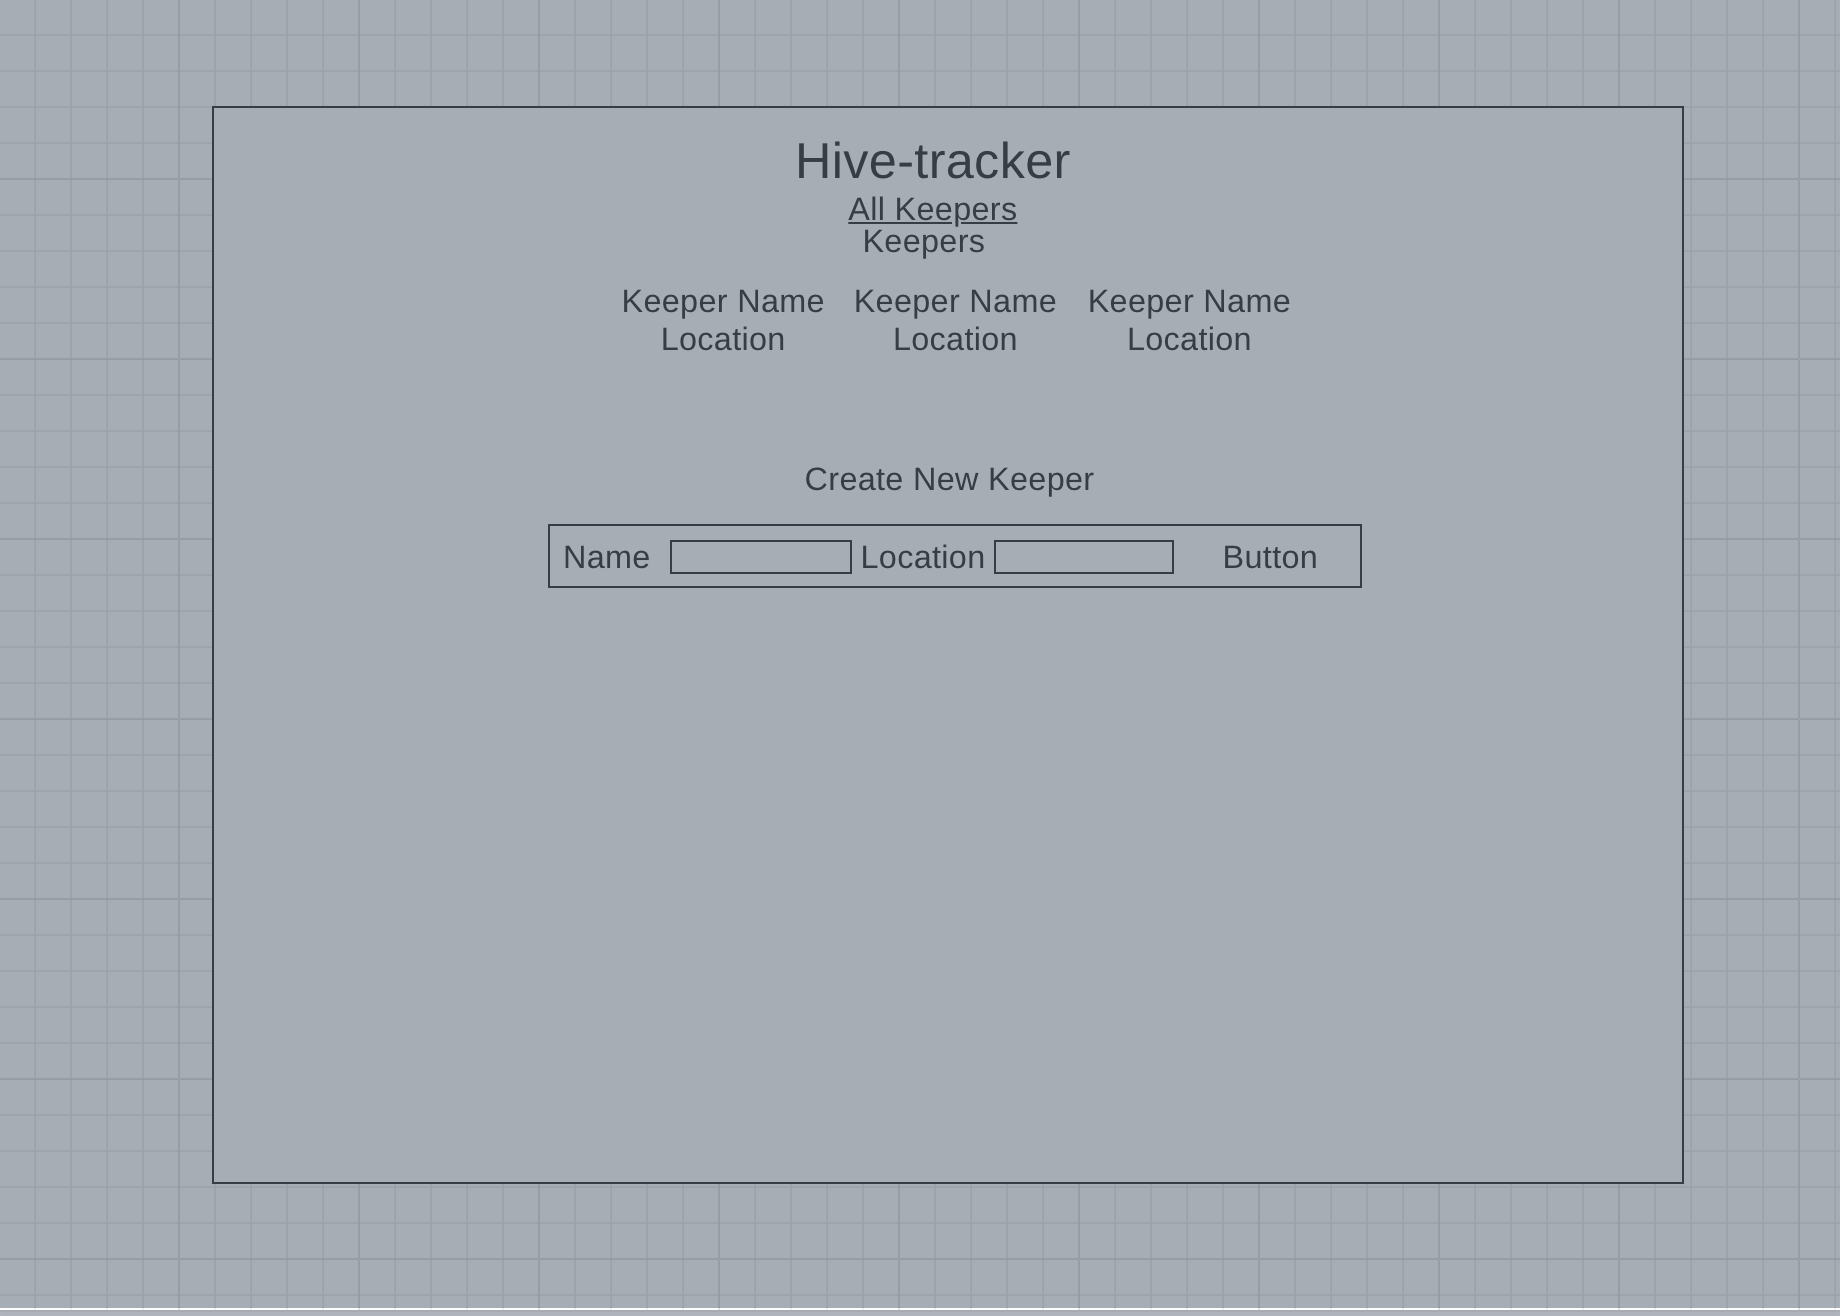 Hive-tracker
All Keepers
Keepers
Keeper Name Keeper Name Keeper Name
Location Location Location
Create New Keeper
Name Location Button